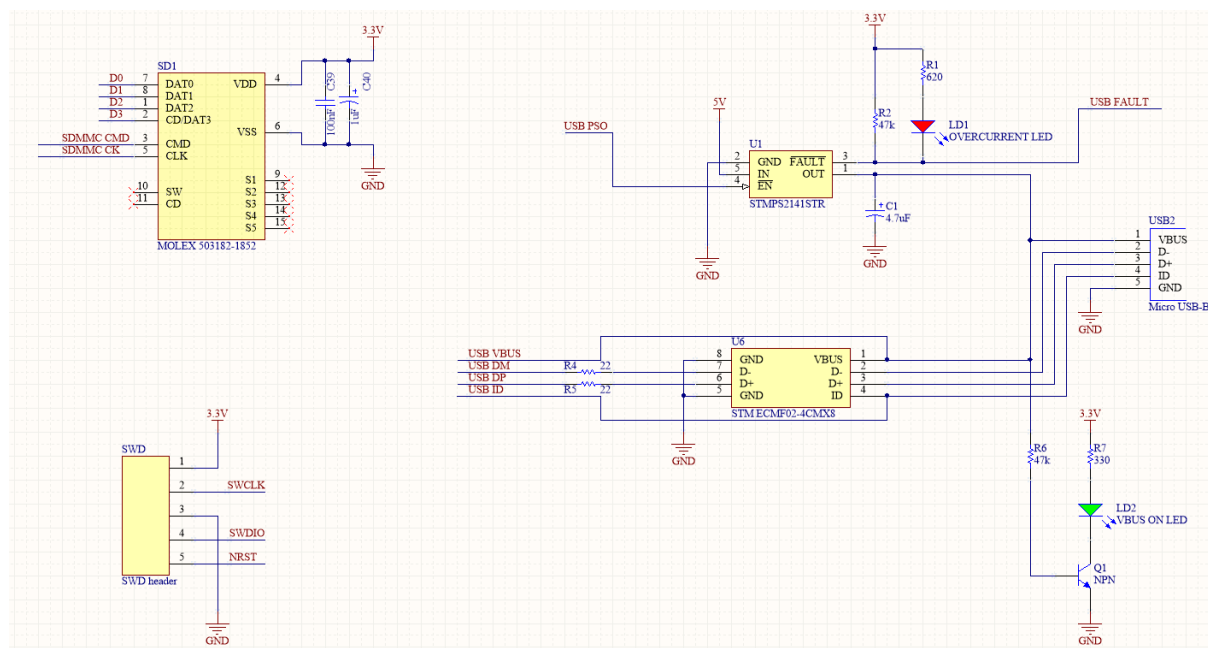 3.3V
SD1
D0 7 DAT0 VDD 4
D1 8 DAT1
D2 1 DAT2
D3 2 CD/DAT3
VSS 6
SDMMC CMD 3 CMD
SDMMC CK 5 CLK
S1 9
10 SW S2 12
11 CD S3 13
S4 14
S5 15
MOLEX 503182-1852
C39
100nF
C40
1uF
GND
3.3V
R1
620
R2
47k
LD1
OVERCURRENT LED
USB FAULT
5V
USB PSO
U1
2 GND FAULT 3
5 IN OUT 1
4 EN
STMPS2141STR
C1
4.7uF
GND
GND
USB2
1 VBUS
2 D-
3 D+
4 ID
5 GND
Micro USB-B
GND
U6
USB VBUS
USB DM R4 22
USB DP
USB ID R5 22
8 GND VBUS 1
7 D- D- 2
6 D+ D+ 3
5 GND ID 4
STM ECMF02-4CMX8
GND
3.3V
SWD
1
2 SWCLK
3
4 SWDIO
5 NRST
SWD header
GND
R6
47k
3.3V
R7
330
LD2
VBUS ON LED
Q1
NPN
GND